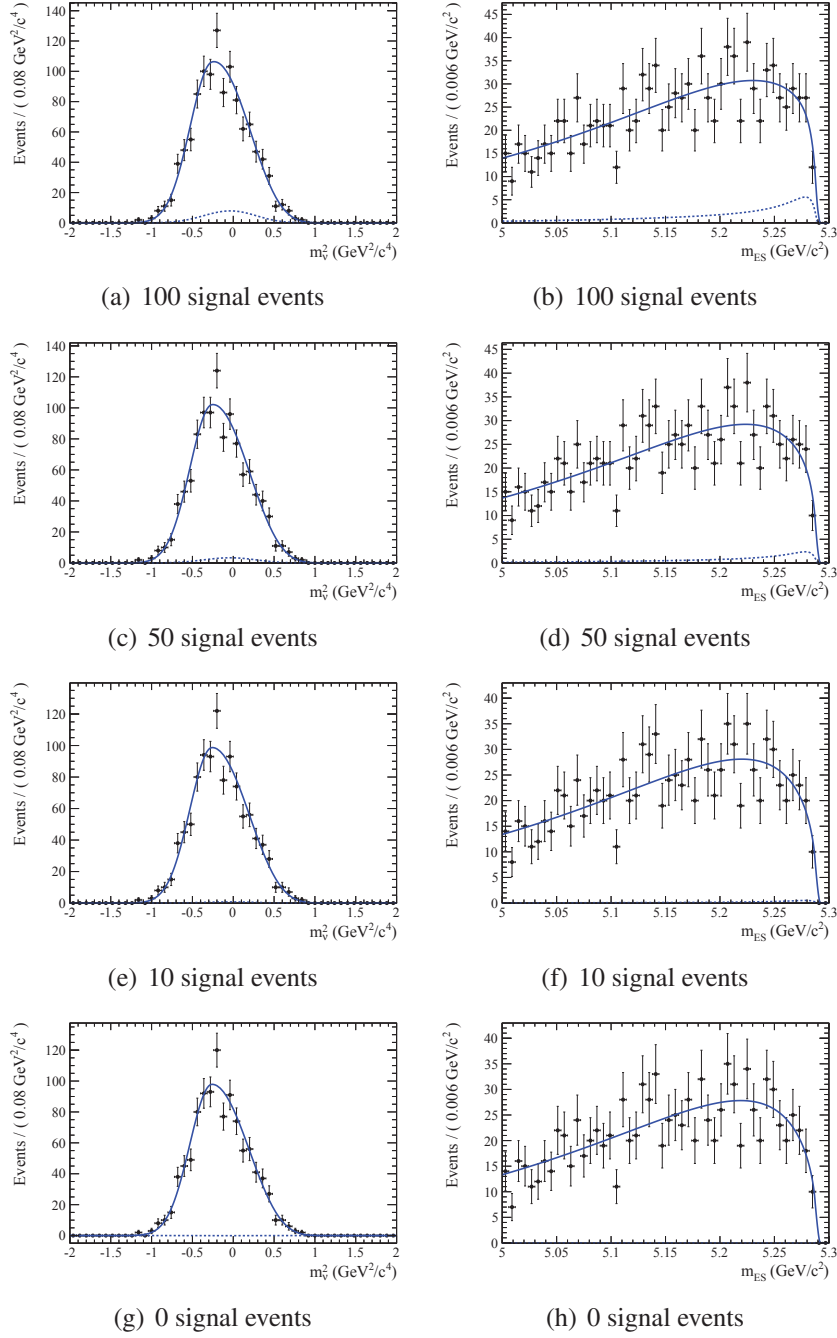 Events / ( 0.08 GeV²/c⁴)
140
120
100
80
60
40
20
0
-2 -1.5 -1 -0.5 0 0.5 1 1.5 2
m²ᵥ (GeV²/c⁴)
(a) 100 signal events
Events / ( 0.006 GeV/c²)
45
40
35
30
25
20
15
10
5
0
5 5.05 5.1 5.15 5.2 5.25 5.3
m_ES (GeV/c²)
(b) 100 signal events
Events / ( 0.08 GeV²/c⁴)
140
120
100
80
60
40
20
0
-2 -1.5 -1 -0.5 0 0.5 1 1.5 2
m²ᵥ (GeV²/c⁴)
(c) 50 signal events
Events / ( 0.006 GeV/c²)
45
40
35
30
25
20
15
10
5
0
5 5.05 5.1 5.15 5.2 5.25 5.3
m_ES (GeV/c²)
(d) 50 signal events
Events / ( 0.08 GeV²/c⁴)
120
100
80
60
40
20
0
-2 -1.5 -1 -0.5 0 0.5 1 1.5 2
m²ᵥ (GeV²/c⁴)
(e) 10 signal events
Events / ( 0.006 GeV/c²)
40
35
30
25
20
15
10
5
0
5 5.05 5.1 5.15 5.2 5.25 5.3
m_ES (GeV/c²)
(f) 10 signal events
Events / ( 0.08 GeV²/c⁴)
120
100
80
60
40
20
0
-2 -1.5 -1 -0.5 0 0.5 1 1.5 2
m²ᵥ (GeV²/c⁴)
(g) 0 signal events
Events / ( 0.006 GeV/c²)
40
35
30
25
20
15
10
5
0
5 5.05 5.1 5.15 5.2 5.25 5.3
m_ES (GeV/c²)
(h) 0 signal events